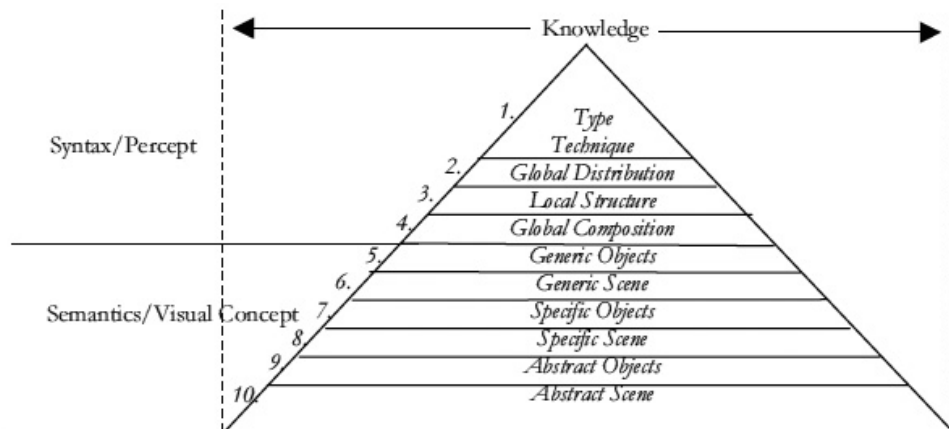 Knowledge
1. Type
Technique
Syntax/Percept
2. Global Distribution
3. Local Structure
4. Global Composition
5. Generic Objects
6. Generic Scene
Semantics/Visual Concept
7. Specific Objects
8. Specific Scene
9. Abstract Objects
10. Abstract Scene